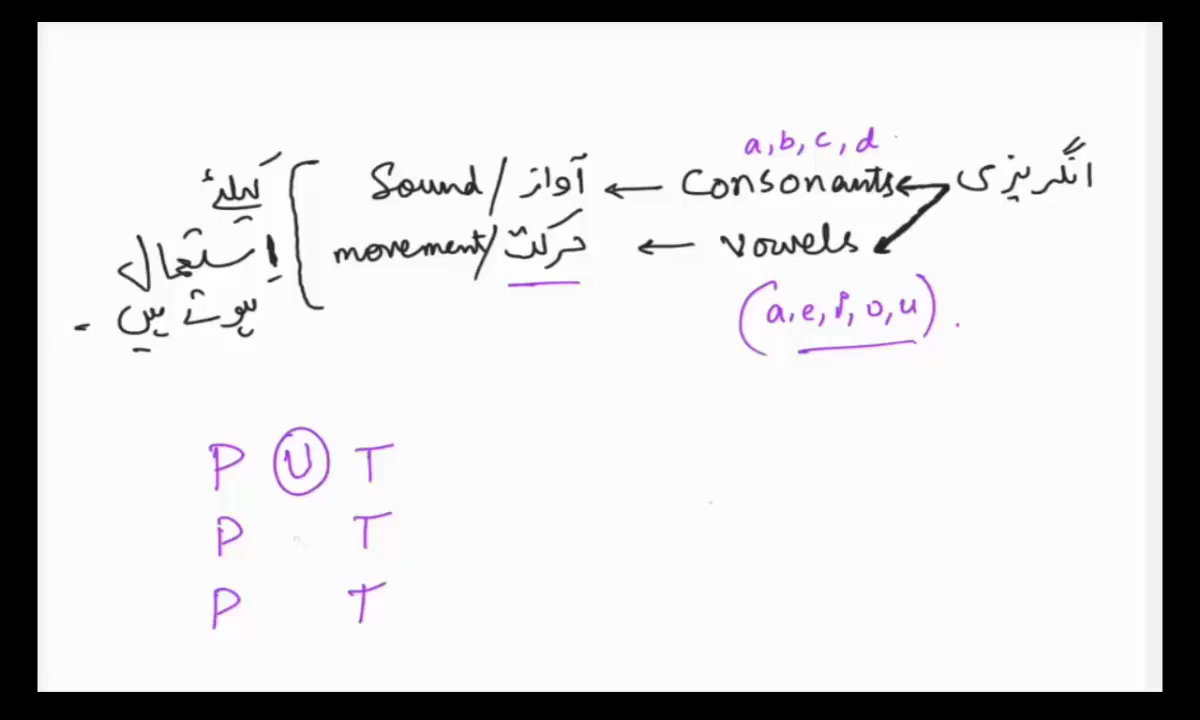 a, b, c, d
انگریزی ← Consonants ← آواز / Sound
vowels ← حرکت / movement
کیلئے
استعمال
ہوتے ہیں ۔
(a, e, i, o, u) .
P U T
P T
P T